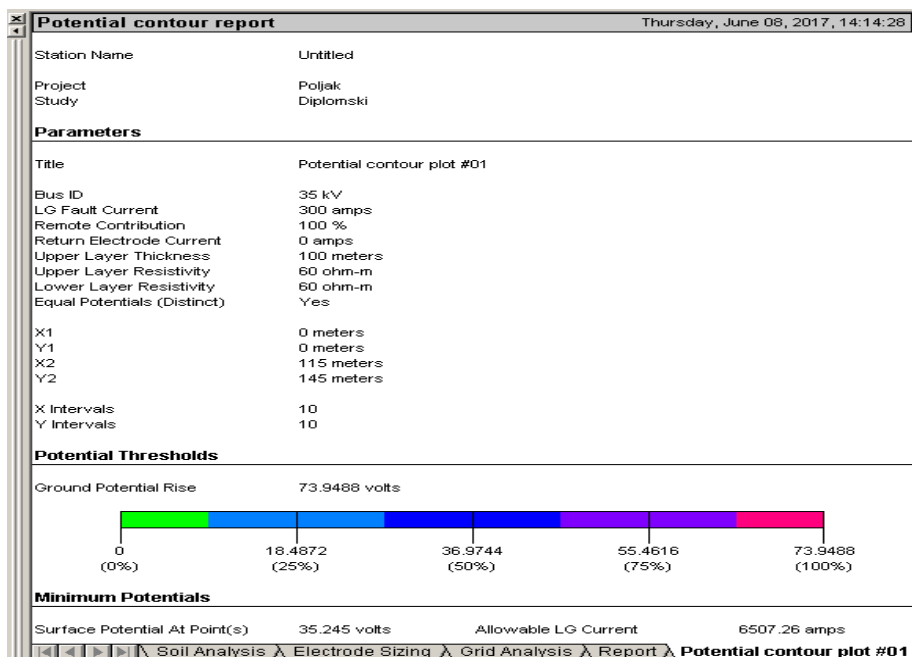 Potential contour report Thursday, June 08, 2017, 14:14:28
Station Name Untitled
Project Poljak
Study Diplomski
Parameters
Title Potential contour plot #01
Bus ID 35 kV
LG Fault Current 300 amps
Remote Contribution 100 %
Return Electrode Current 0 amps
Upper Layer Thickness 100 meters
Upper Layer Resistivity 60 ohm-m
Lower Layer Resistivity 60 ohm-m
Equal Potentials (Distinct) Yes
X1 0 meters
Y1 0 meters
X2 115 meters
Y2 145 meters
X Intervals 10
Y Intervals 10
Potential Thresholds
Ground Potential Rise 73.9488 volts
0 18.4872 36.9744 55.4616 73.9488
(0%) (25%) (50%) (75%) (100%)
Minimum Potentials
Surface Potential At Point(s) 35.245 volts Allowable LG Current 6507.26 amps
Soil Analysis Electrode Sizing Grid Analysis Report Potential contour plot #01